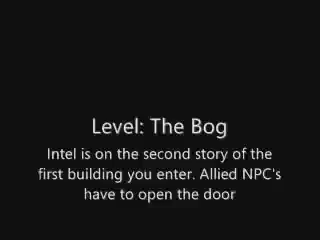 Level: The Bog
Intel is on the second story of the
first building you enter. Allied NPC's
have to open the door